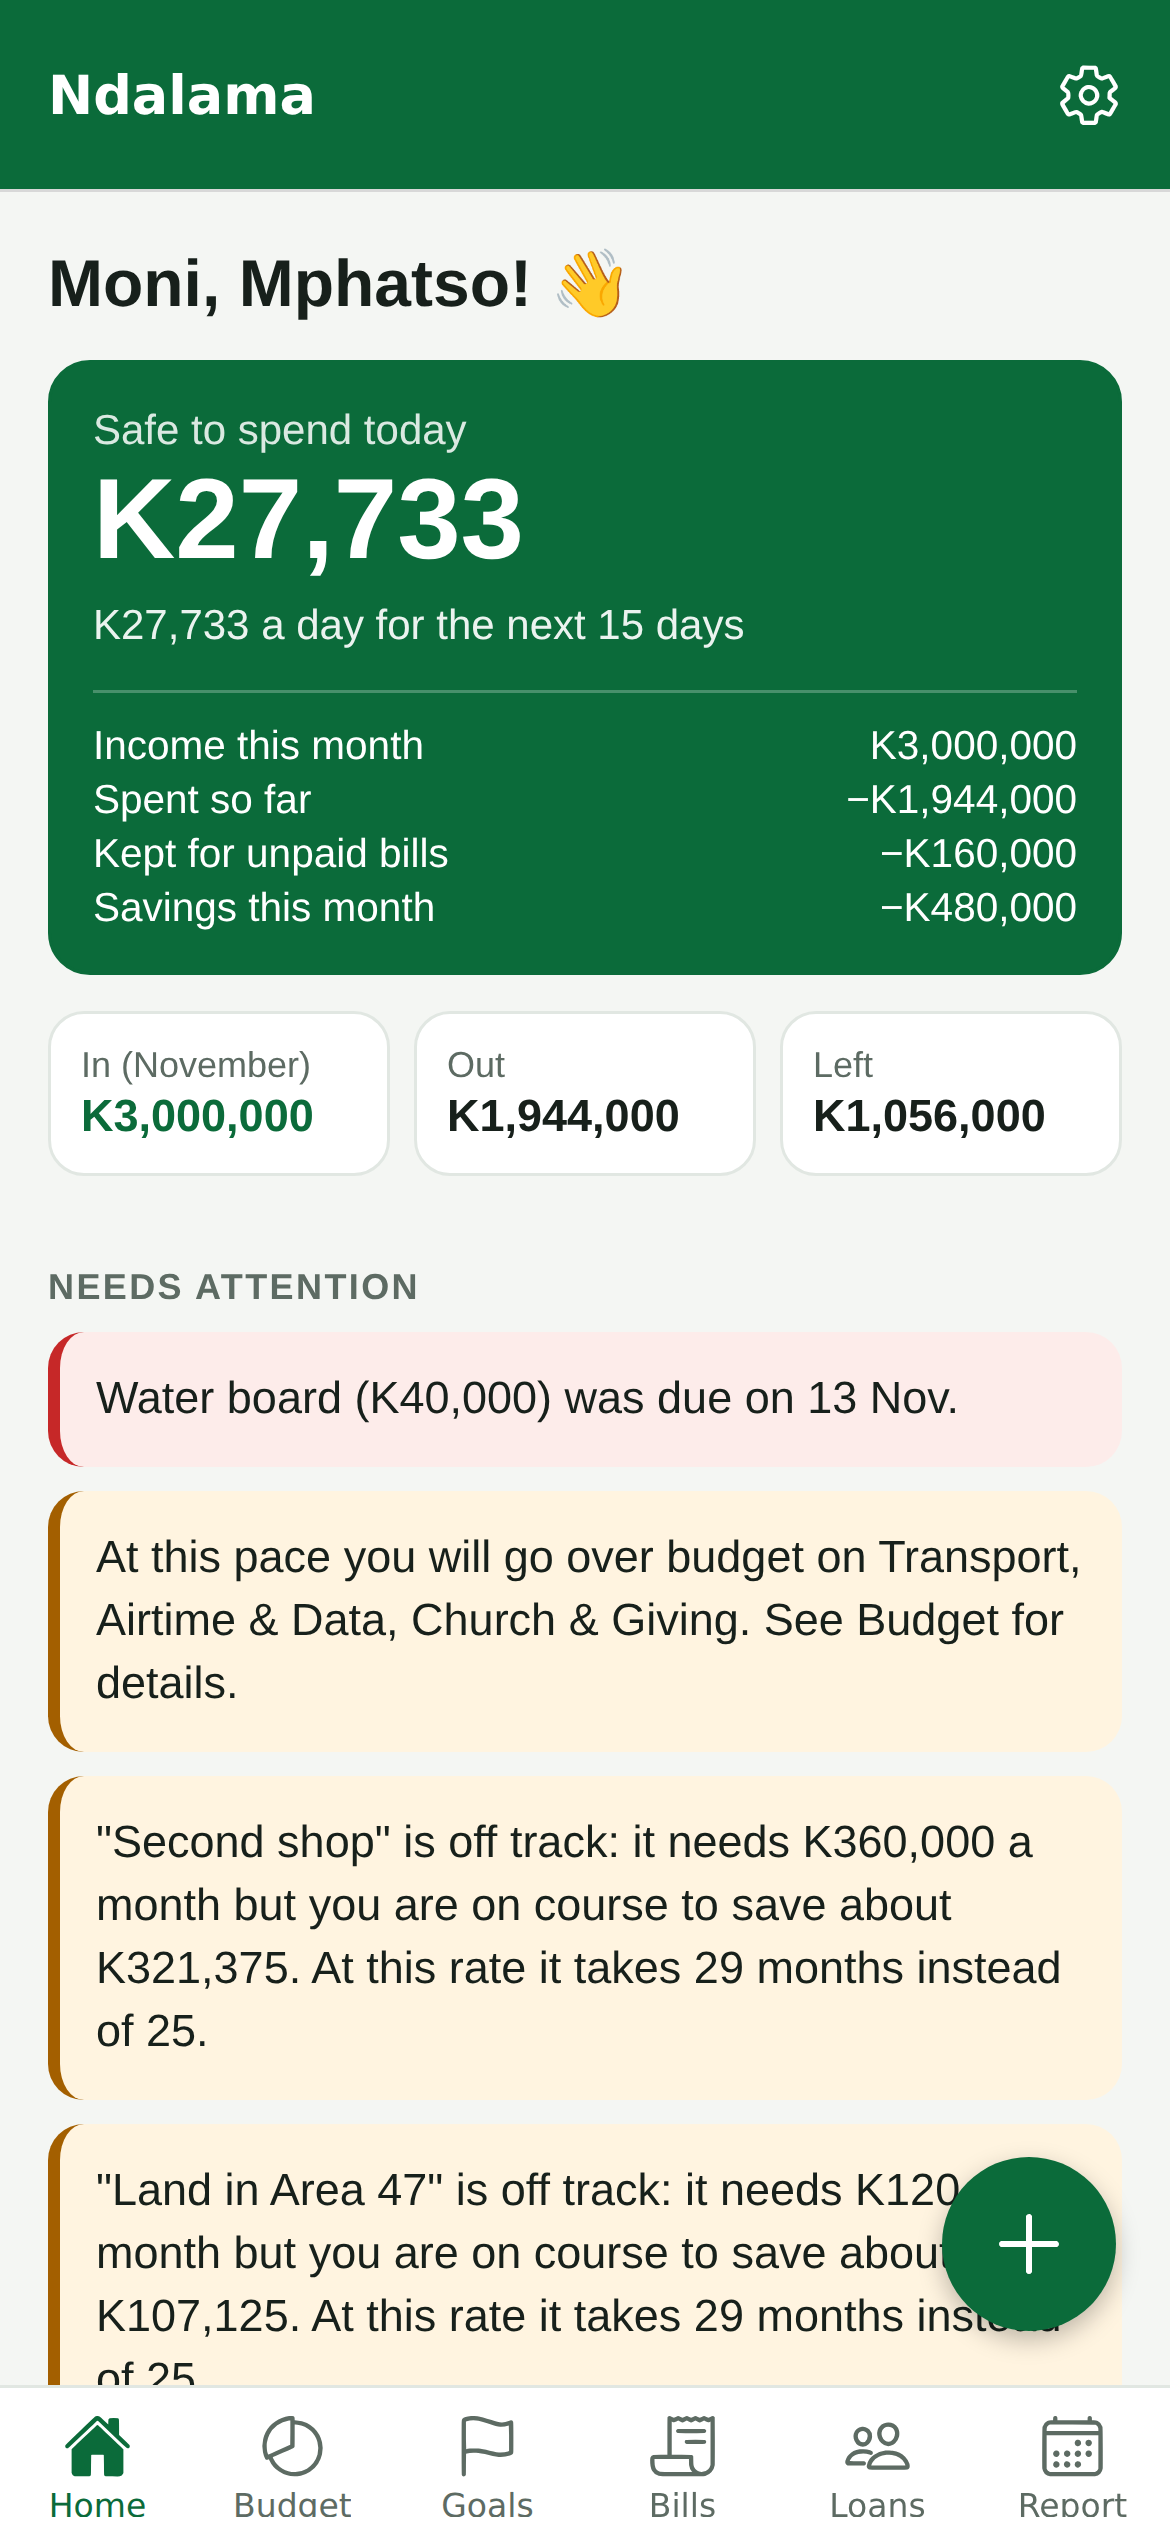 Ndalama
Moni, Mphatso! 👋
Safe to spend today
K27,733
K27,733 a day for the next 15 days
Income this month K3,000,000
Spent so far −K1,944,000
Kept for unpaid bills −K160,000
Savings this month −K480,000
In (November) Out Left
K3,000,000 K1,944,000 K1,056,000
NEEDS ATTENTION
Water board (K40,000) was due on 13 Nov.
At this pace you will go over budget on Transport,
Airtime & Data, Church & Giving. See Budget for
details.
"Second shop" is off track: it needs K360,000 a
month but you are on course to save about
K321,375. At this rate it takes 29 months instead
of 25.
"Land in Area 47" is off track: it needs K120
month but you are on course to save about
K107,125. At this rate it takes 29 months instead
of 25
Home Budget Goals Bills Loans Report